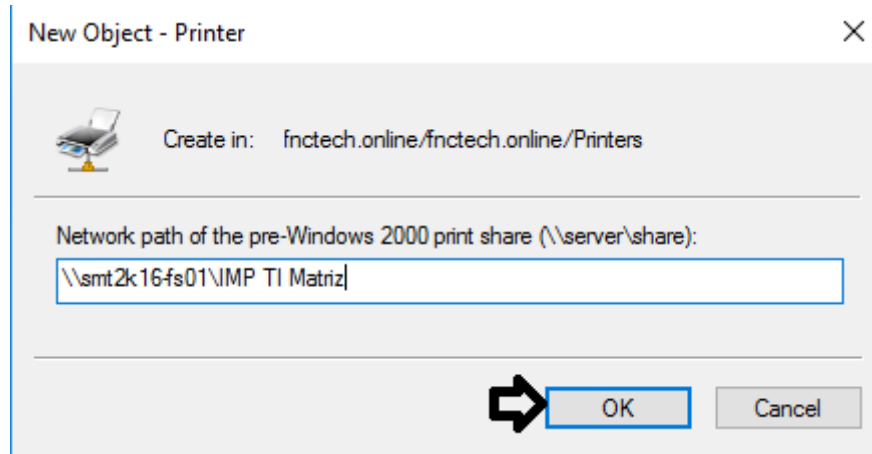 New Object - Printer
Create in: fnctech.online/fnctech.online/Printers
Network path of the pre-Windows 2000 print share (\\server\share):
\\smt2k16-fs01\IMP TI Matriz
OK Cancel